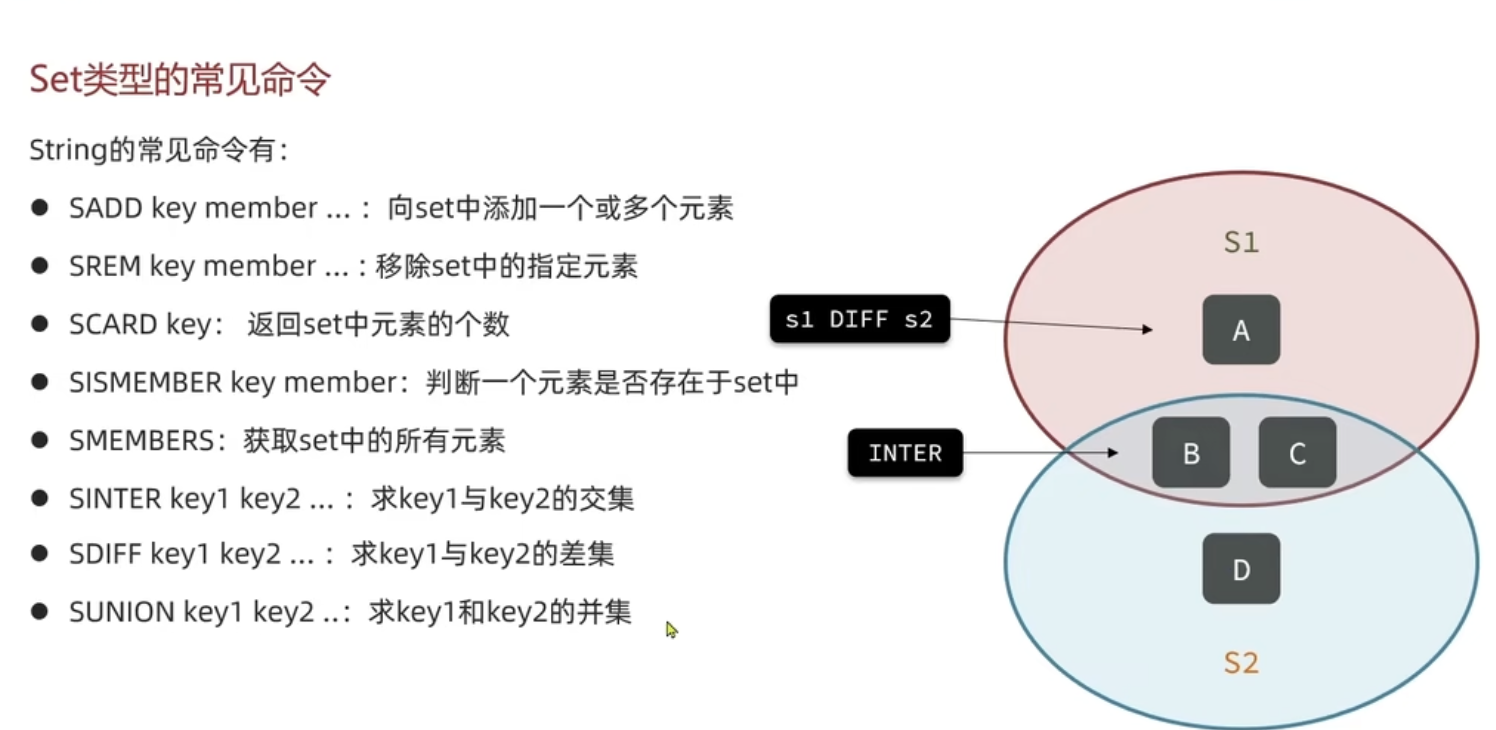 Set类型的常见命令
String的常见命令有：
● SADD key member ... ：向set中添加一个或多个元素
● SREM key member ... : 移除set中的指定元素
● SCARD key： 返回set中元素的个数
● SISMEMBER key member：判断一个元素是否存在于set中
● SMEMBERS：获取set中的所有元素
● SINTER key1 key2 ... ：求key1与key2的交集
● SDIFF key1 key2 ... ：求key1与key2的差集
● SUNION key1 key2 ..：求key1和key2的并集
S1
s1 DIFF s2
A
INTER
B C
D
S2